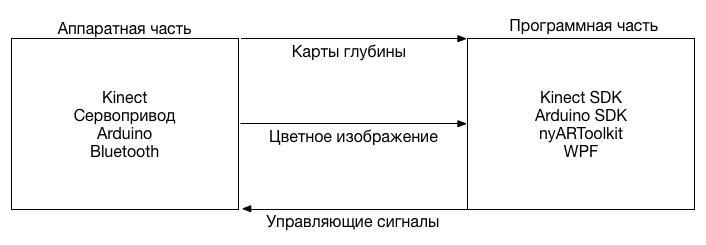 Аппаратная часть
Kinect
Сервопривод
Arduino
Bluetooth
Карты глубины
Цветное изображение
Управляющие сигналы
Программная часть
Kinect SDK
Arduino SDK
nyARToolkit
WPF